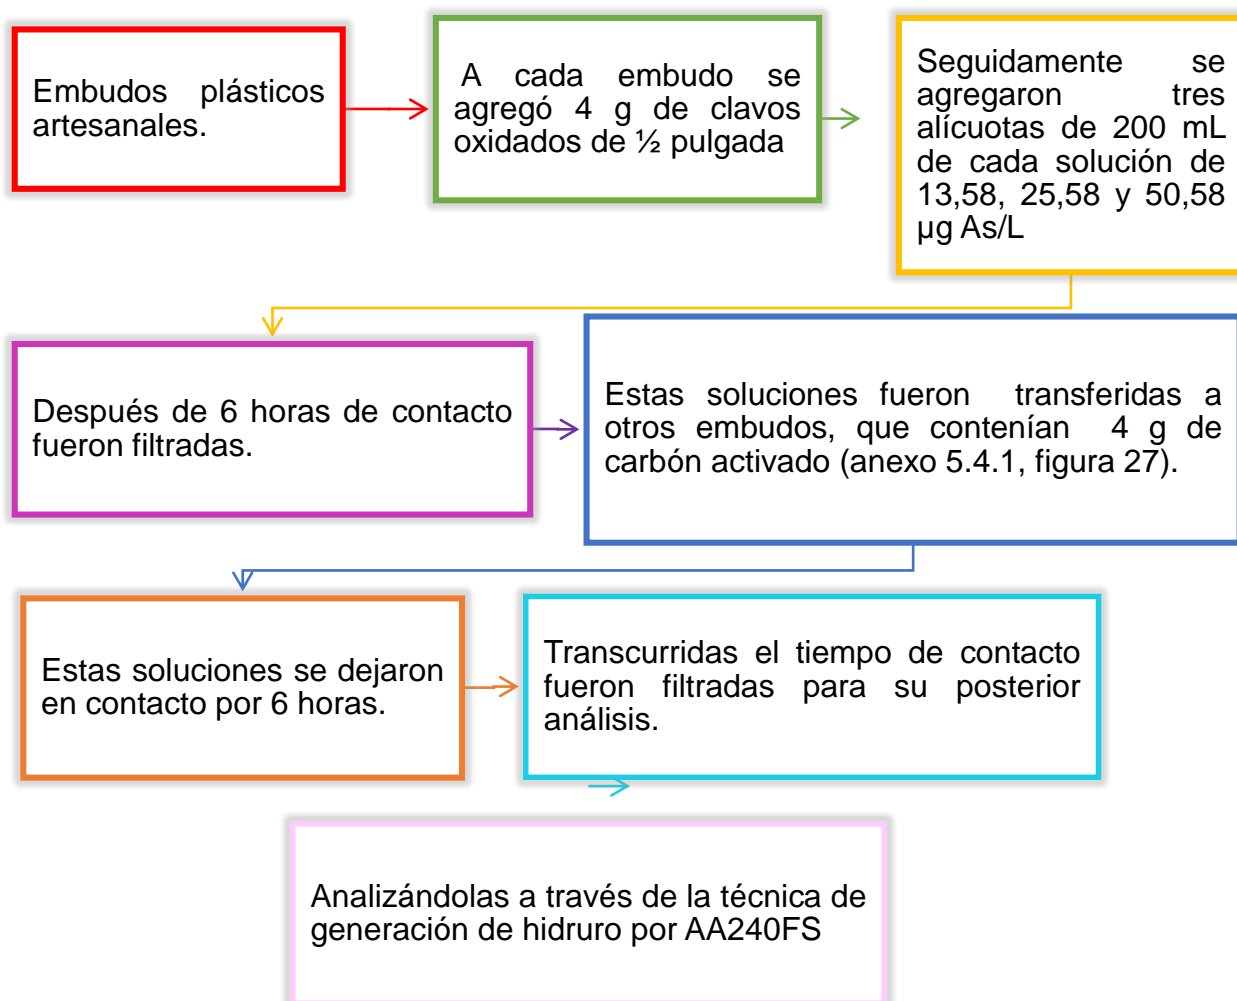 Embudos plásticos
artesanales.
A cada embudo se
agregó 4 g de clavos
oxidados de ½ pulgada
Seguidamente se
agregaron tres
alícuotas de 200 mL
de cada solución de
13,58, 25,58 y 50,58
µg As/L
Después de 6 horas de contacto
fueron filtradas.
Estas soluciones fueron transferidas a
otros embudos, que contenían 4 g de
carbón activado (anexo 5.4.1, figura 27).
Estas soluciones se dejaron
en contacto por 6 horas.
Transcurridas el tiempo de contacto
fueron filtradas para su posterior
análisis.
Analizándolas a través de la técnica de
generación de hidruro por AA240FS